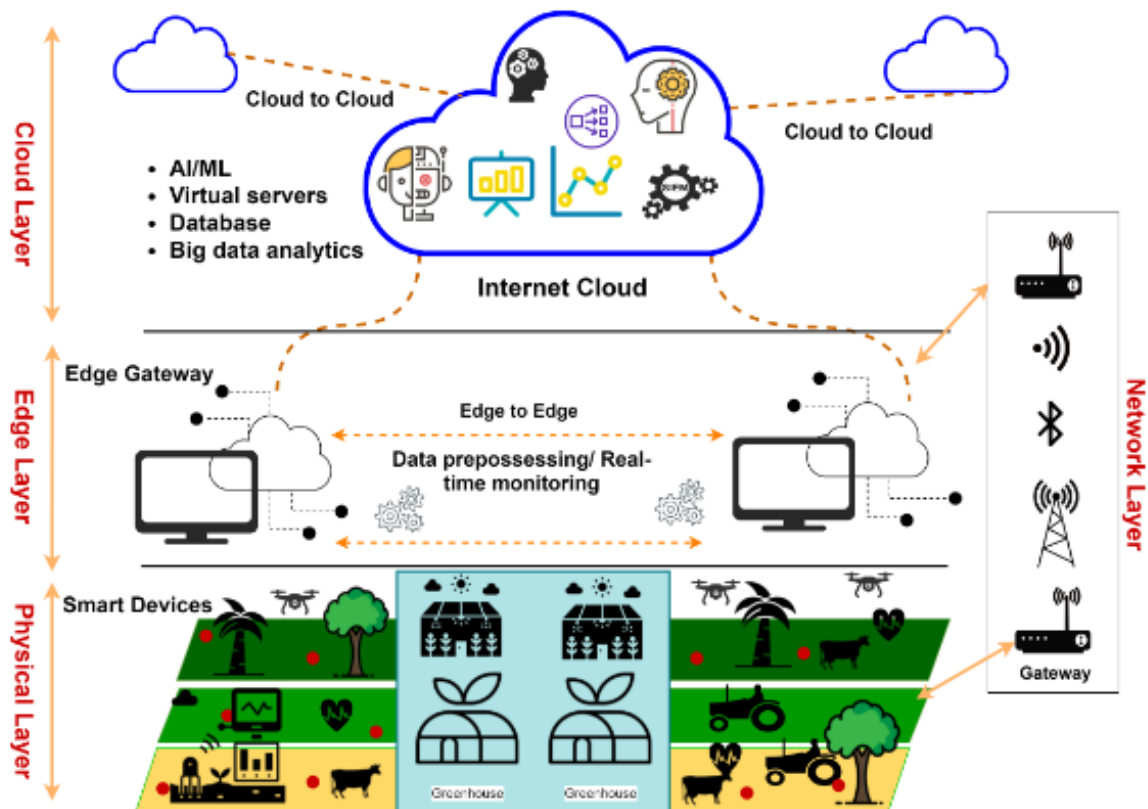 Cloud Layer
Cloud to Cloud
Cloud to Cloud
• AI/ML
• Virtual servers
• Database
• Big data analytics
Internet Cloud
Edge Layer
Edge Gateway
Edge to Edge
Data prepossessing/ Real-
time monitoring
Network Layer
Gateway
Physical Layer
Smart Devices
Greenhouse
Greenhouse